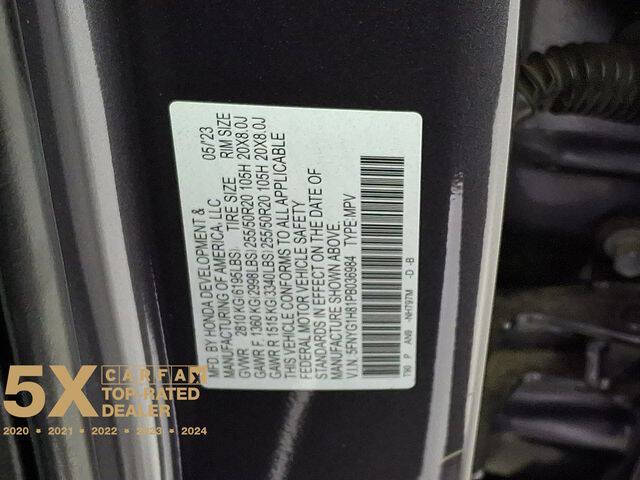 MFD. BY HONDA DEVELOPMENT & 05/'23
MANUFACTURING OF AMERICA, LLC
TIRE SIZE RIM SIZE
GVWR 2810 KG(6195LBS)
GAWR F 1360 KG(2998LBS) 255/50R20 105H 20X8.0J
GAWR R 1515 KG(3340LBS) 255/50R20 105H 20X8.0J
THIS VEHICLE CONFORMS TO ALL APPLICABLE
FEDERAL MOTOR VEHICLE SAFETY
STANDARDS IN EFFECT ON THE DATE OF
MANUFACTURE SHOWN ABOVE.
V.I.N. 5FNYG1H81PB036984 TYPE:MPV
T90 P AN9 -NH797M -D -B
5X CARFAX
TOP-RATED
DEALER
2020 2021 2022 2023 2024